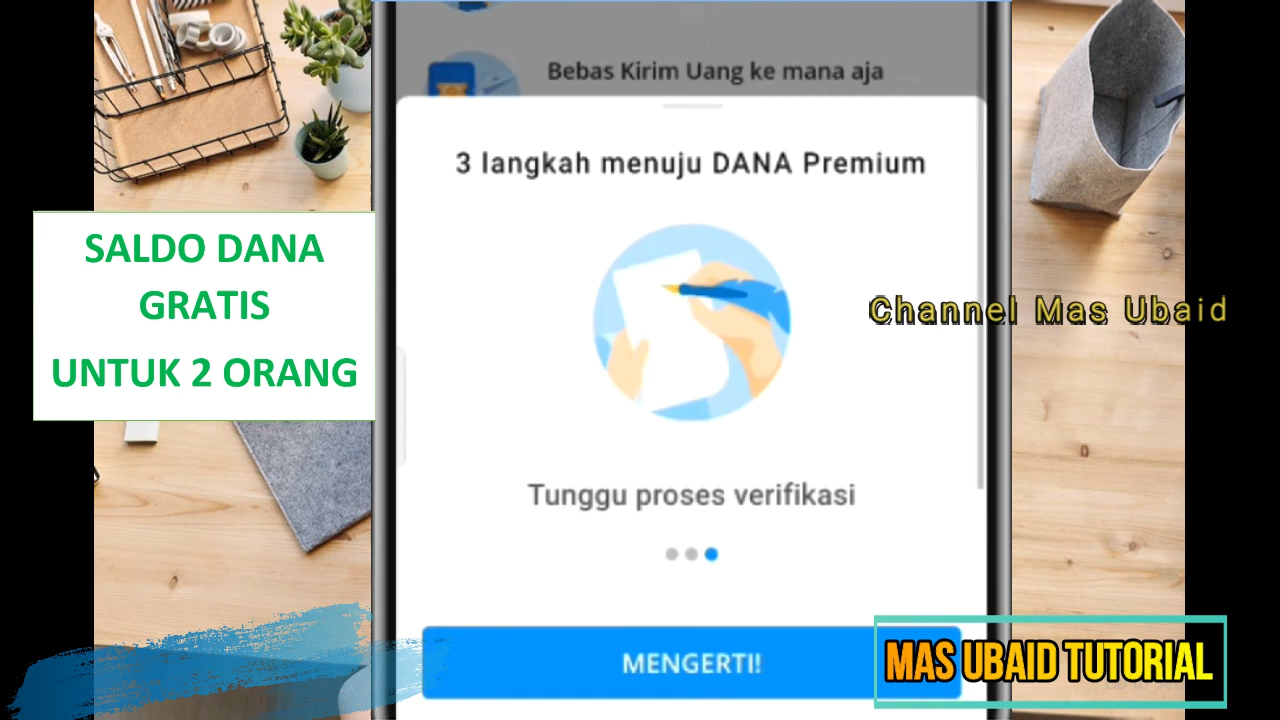 Bebas Kirim Uang ke mana aja
3 langkah menuju DANA Premium
SALDO DANA
GRATIS
UNTUK 2 ORANG
Channel Mas Ubaid
Tunggu proses verifikasi
MENGERTI!
MAS UBAID TUTORIAL